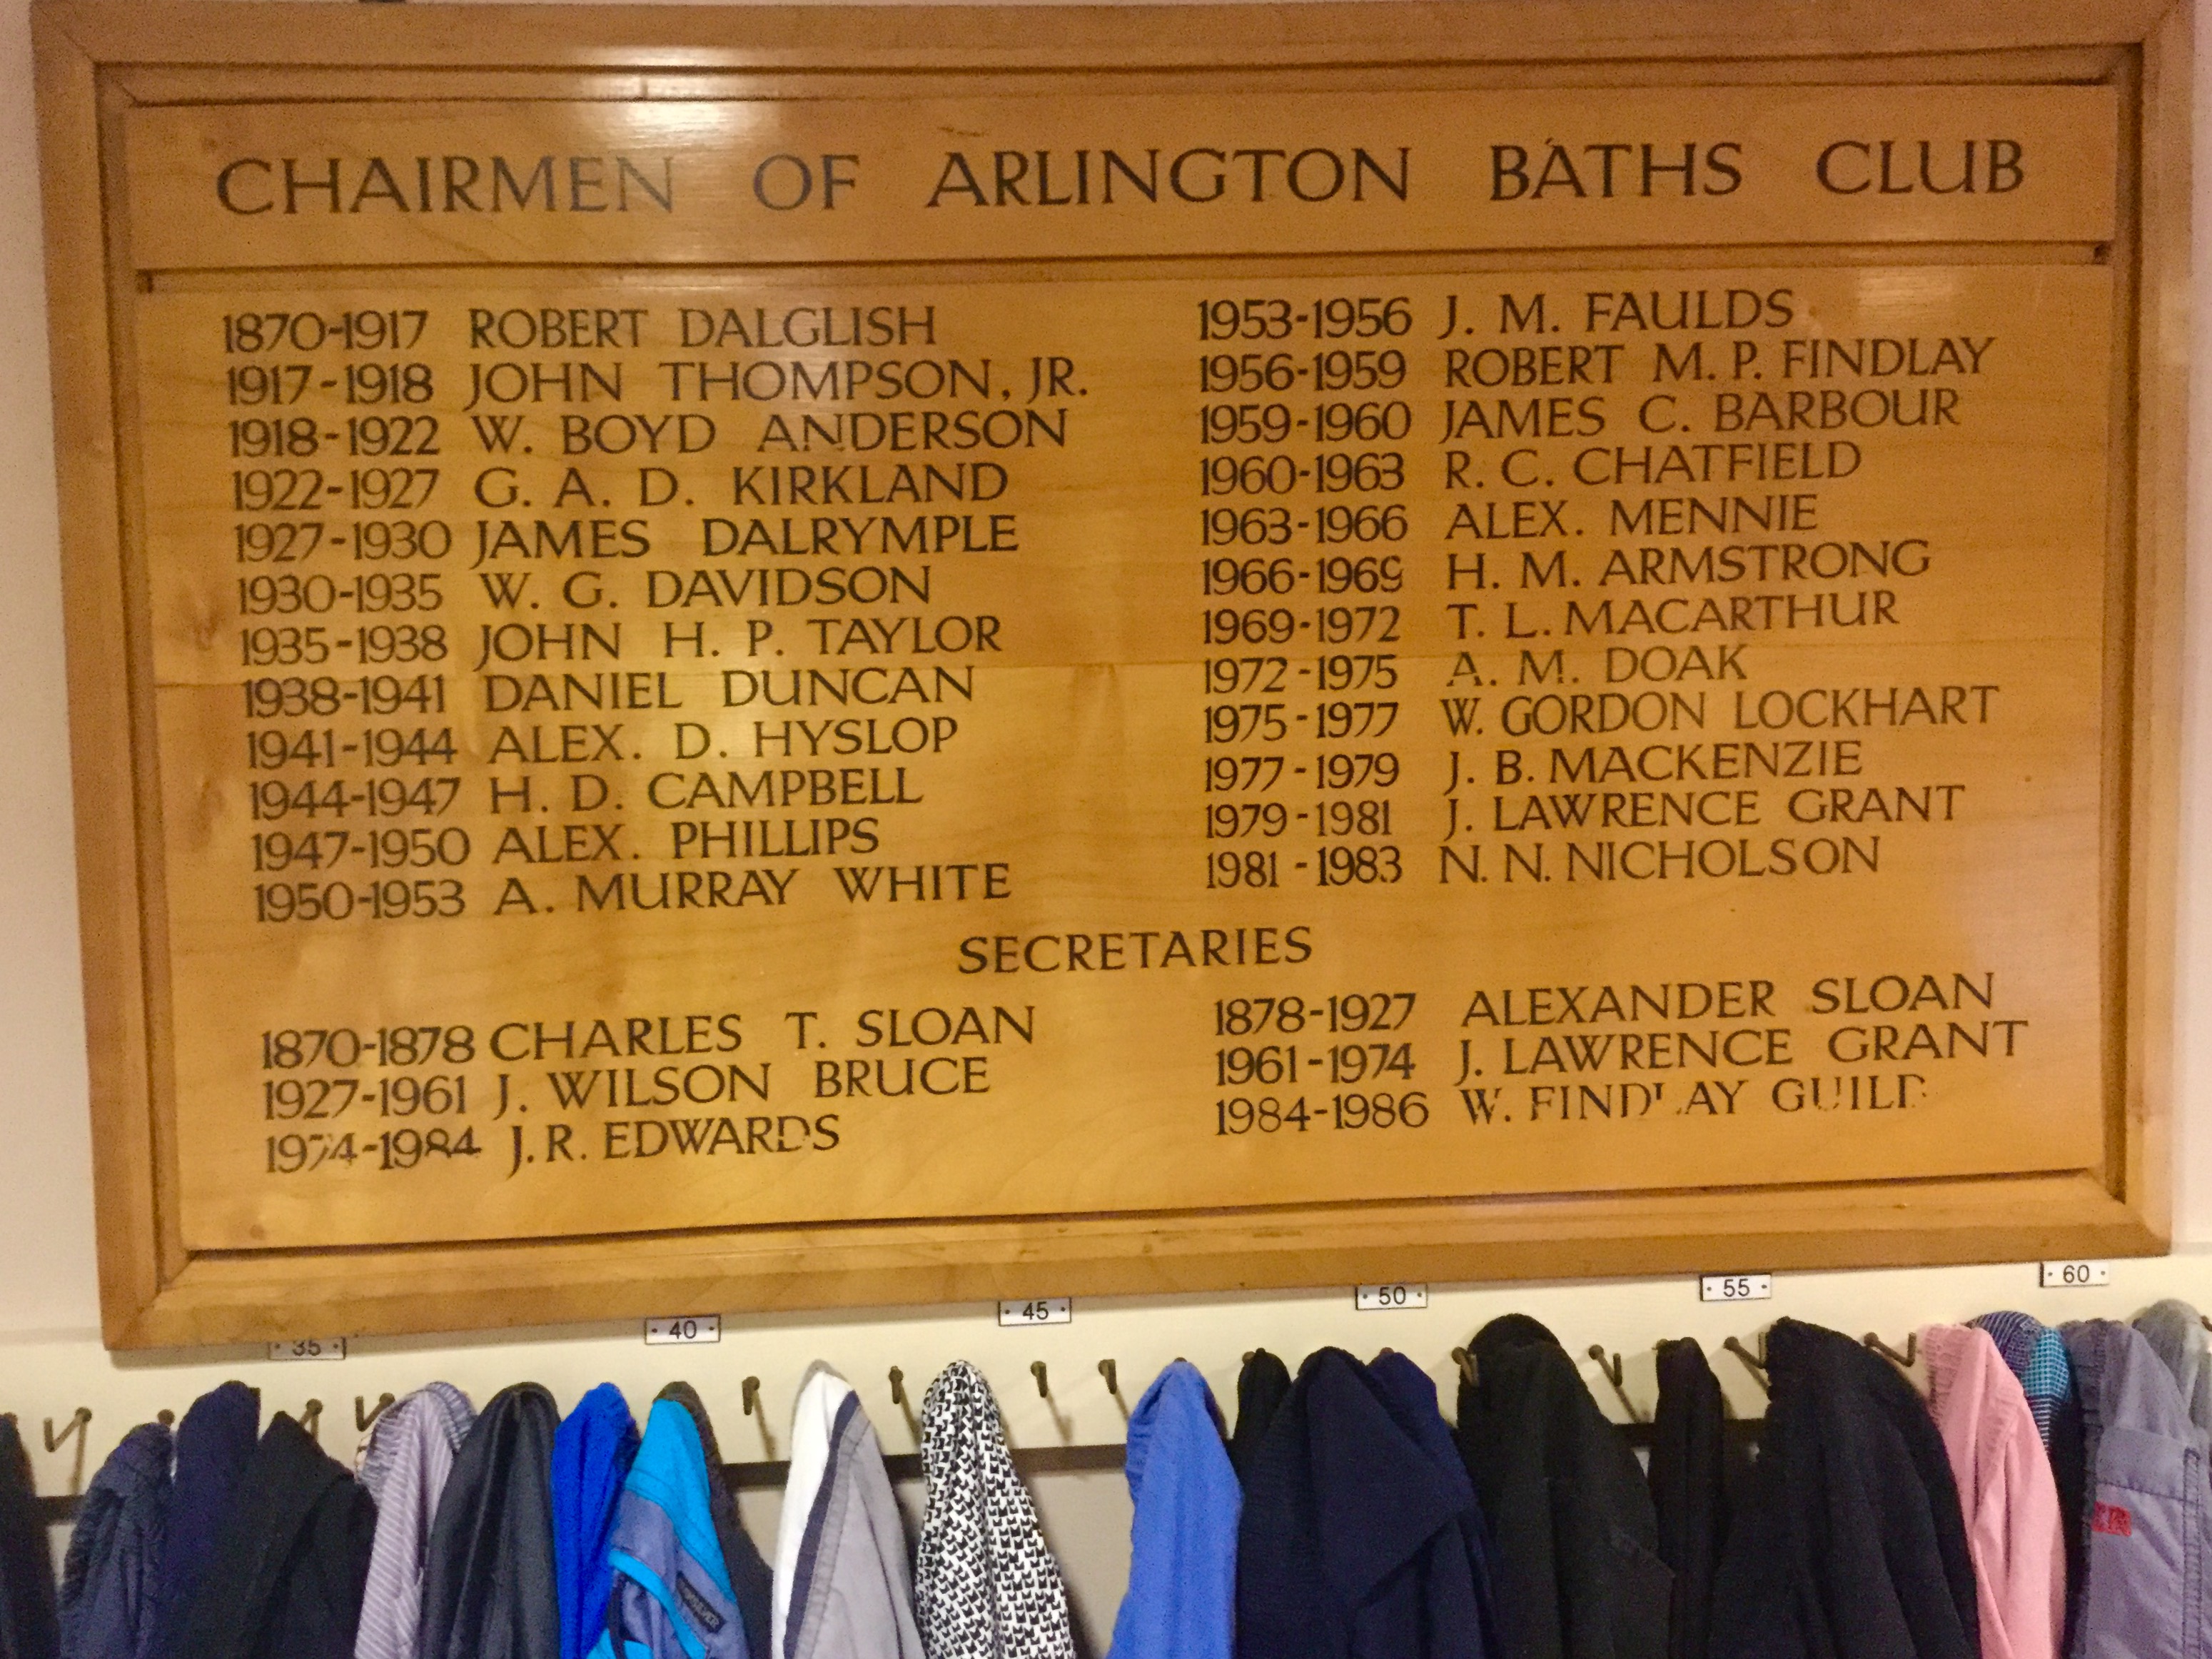 CHAIRMEN OF ARLINGTON BATHS CLUB
1870-1917 ROBERT DALGLISH
1917-1918 JOHN THOMPSON, JR.
1918-1922 W. BOYD ANDERSON
1922-1927 G. A. D. KIRKLAND
1927-1930 JAMES DALRYMPLE
1930-1935 W. G. DAVIDSON
1935-1938 JOHN H. P. TAYLOR
1938-1941 DANIEL DUNCAN
1941-1944 ALEX. D. HYSLOP
1944-1947 H. D. CAMPBELL
1947-1950 ALEX. PHILLIPS
1950-1953 A. MURRAY WHITE
1953-1956 J. M. FAULDS
1956-1959 ROBERT M. P. FINDLAY
1959-1960 JAMES C. BARBOUR
1960-1963 R. C. CHATFIELD
1963-1966 ALEX. MENNIE
1966-1969 H. M. ARMSTRONG
1969-1972 T. L. MACARTHUR
1972-1975 A. M. DOAK
1975-1977 W. GORDON LOCKHART
1977-1979 J. B. MACKENZIE
1979-1981 J. LAWRENCE GRANT
1981-1983 N. N. NICHOLSON
SECRETARIES
1870-1878 CHARLES T. SLOAN
1927-1961 J. WILSON BRUCE
1974-1984 J. R. EDWARDS
1878-1927 ALEXANDER SLOAN
1961-1974 J. LAWRENCE GRANT
1984-1986 W. FINDLAY GUILD
35
40
45
50
55
60